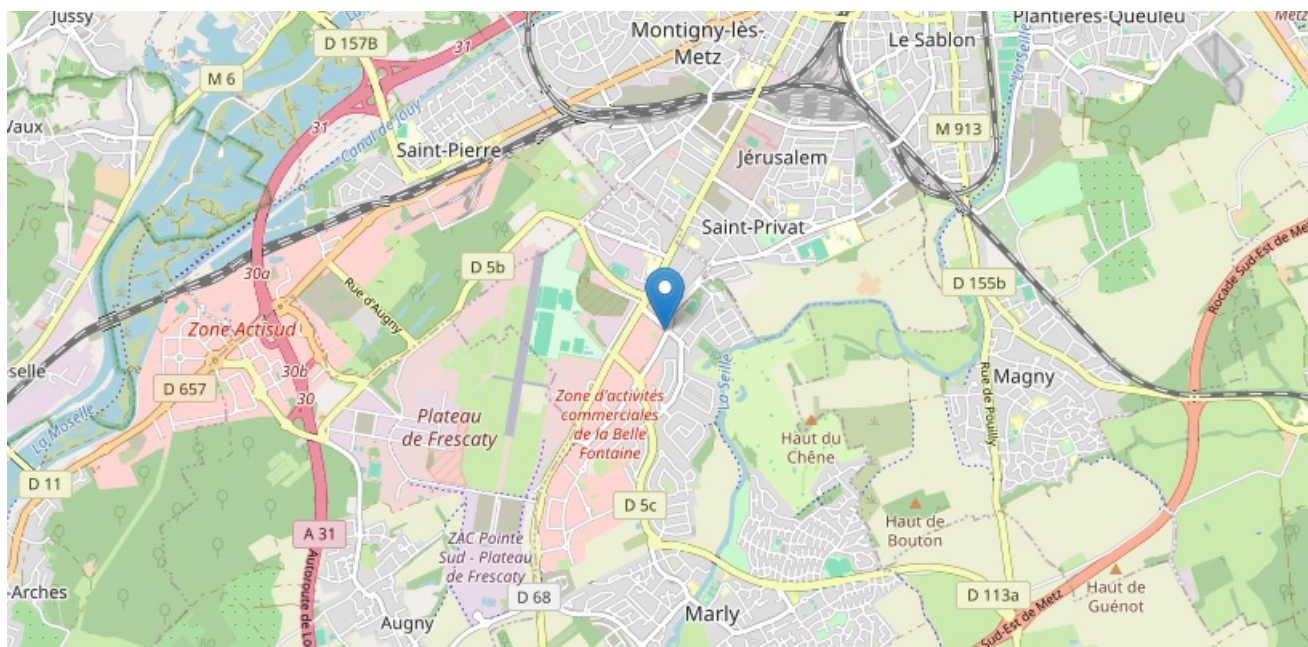 Jussy
D 157B
31
Montigny-lès-
Metz
Le Sablon
Plantières-Queuleu
Metz
La Seille
M 6
31
Vaux
Canal de Jouy
Saint-Pierre
M 913
Jérusalem
Saint-Privat
30a
D 5b
Rue d'Augny
D 155b
Rocade Sud-Est de Metz
Zone Actisud
selle
30b
D 657
30
La Moselle
Plateau
de Frescaty
Zone d'activités
commerciales
de la Belle
Fontaine
La Seille
Rue de Pouilly
Magny
Haut du
Chêne
D 11
D 5c
A 31
Haut de
Bouton
ZAC Pointe
Sud - Plateau
de Frescaty
Autoroute de Lo
-Arches
D 68
Augny
Marly
D 113a
Haut de
Guénot
Sud-Est de Metz